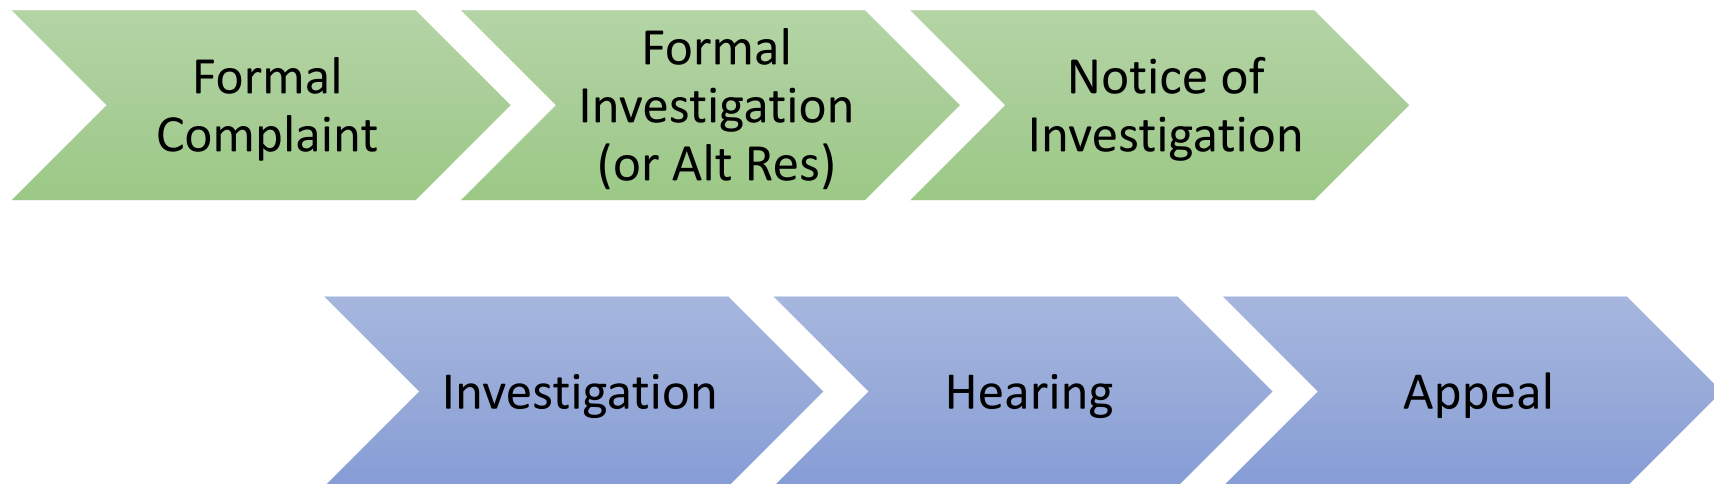 Formal
Complaint
Formal
Investigation
(or Alt Res)
Notice of
Investigation
Investigation
Hearing
Appeal